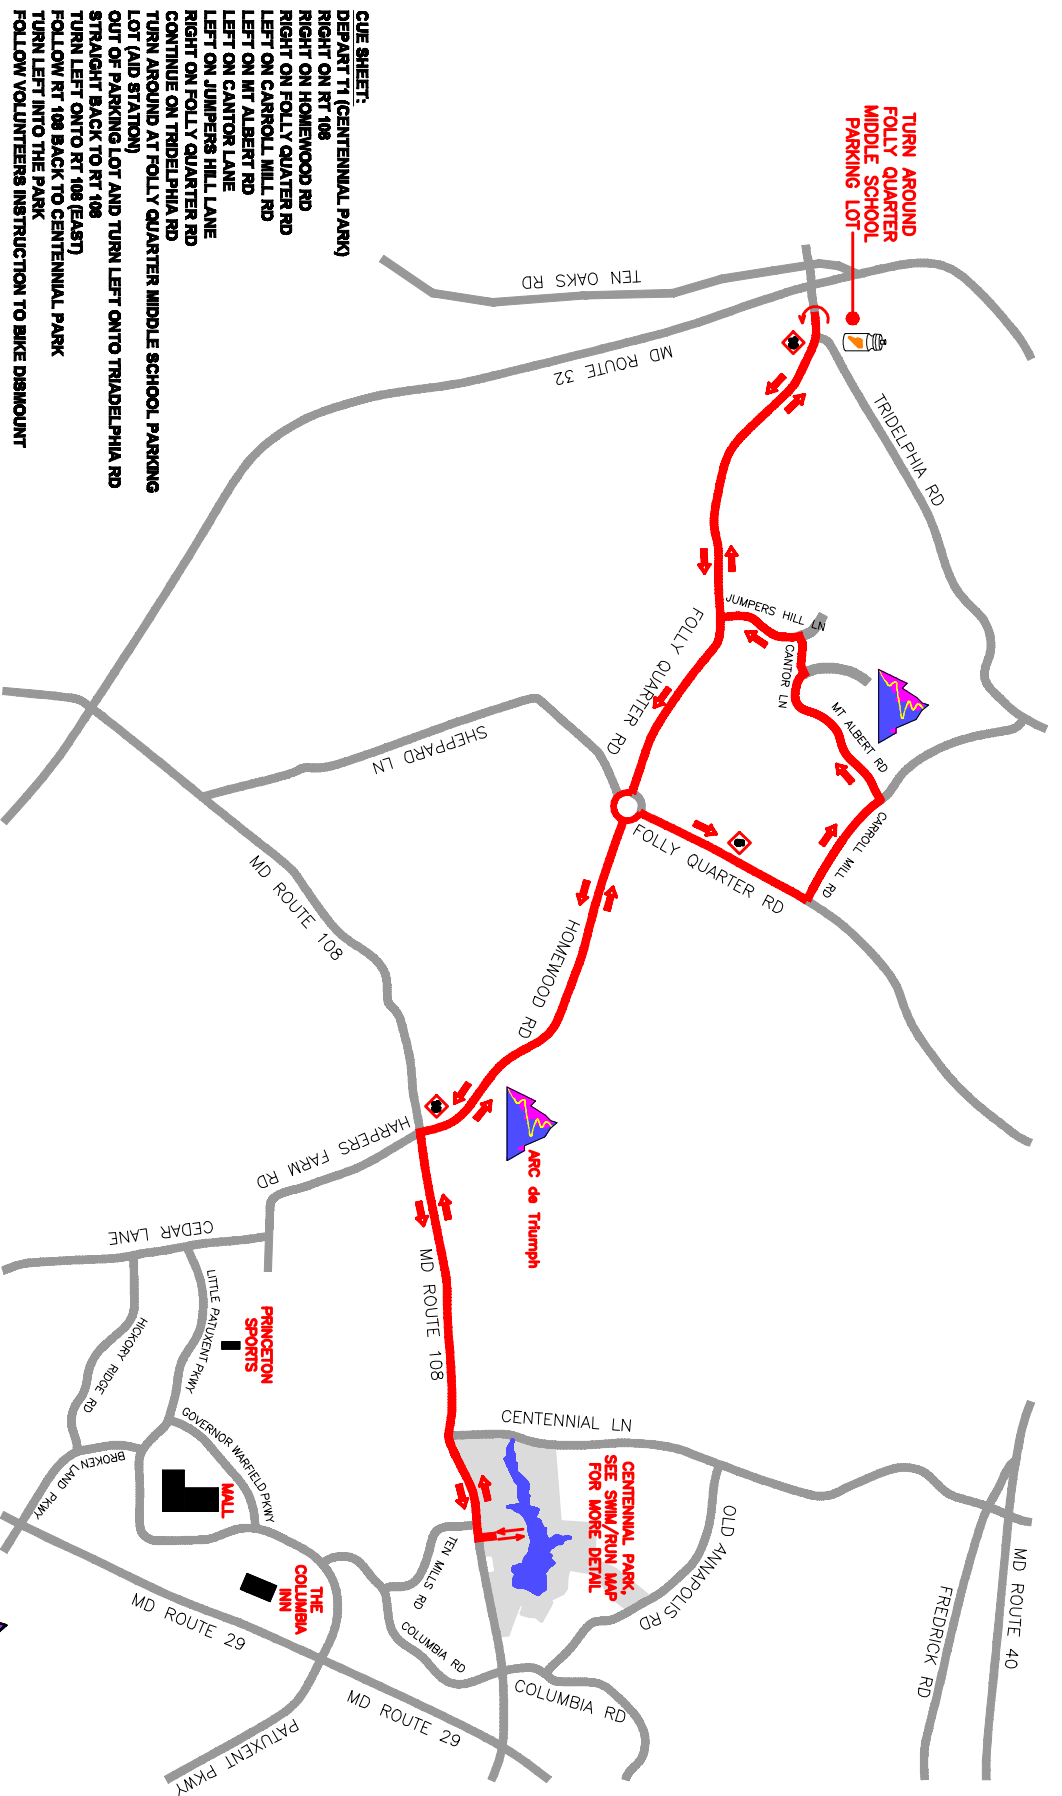 CUE SHEET:
DEPART T1 (CENTENNIAL PARK)
RIGHT ON RT 108
RIGHT ON HOMEWOOD RD
RIGHT ON FOLLY QUATER RD
LEFT ON CARROLL MILL RD
LEFT ON MT ALBERT RD
LEFT ON CANTOR LANE
LEFT ON JUMPERS HILL LANE
RIGHT ON FOLLY QUARTER RD
CONTINUE ON TRIDELPHIA RD
TURN AROUND AT FOLLY QUARTER MIDDLE SCHOOL PARKING
LOT (AID STATION)
OUT OF PARKING LOT AND TURN LEFT ONTO TRIADELPHIA RD
STRAIGHT BACK TO RT 108
TURN LEFT ONTO RT 108 (EAST)
FOLLOW RT 108 BACK TO CENTENNIAL PARK
TURN LEFT INTO THE PARK
FOLLOW VOLUNTEERS INSTRUCTION TO BIKE DISMOUNT
TURN AROUND
FOLLY QUARTER
MIDDLE SCHOOL
PARKING LOT
TEN OAKS RD
MD ROUTE 32
TRIDELPHIA RD
JUMPERS HILL LN
CANTOR LN
MT ALBERT RD
CARROLL MILL RD
FOLLY QUARTER RD
FOLLY QUARTER RD
SHEPPARD LN
MD ROUTE 108
HOMEWOOD RD
HARPERS FARM RD
ARC de Triumph
CEDAR LANE
LITTLE PATUXENT PKWY
HICKORY RIDGE RD
PRINCETON
SPORTS
MD ROUTE 108
CENTENNIAL LN
GOVERNOR WARFIELD PKWY
BROKEN LAND PKWY
MALL
CENTENNIAL PARK,
SEE SWIM/RUN MAP
FOR MORE DETAIL
OLD ANNAPOLIS RD
TEN MILLS RD
THE
COLUMBIA
INN
MD ROUTE 29
COLUMBIA RD
COLUMBIA RD
MD ROUTE 29
PATUXENT PKWY
FREDRICK RD
MD ROUTE 40